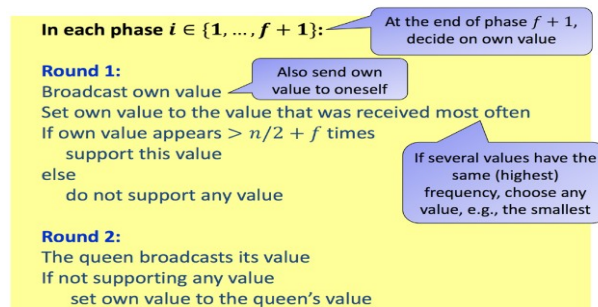 In each phase 𝒊 ∈ {𝟏, … , 𝒇 + 𝟏}:
At the end of phase 𝑓 + 1,
decide on own value
Round 1:
Broadcast own value
Also send own
value to oneself
Set own value to the value that was received most often
If own value appears > 𝑛/2 + 𝑓 times
support this value
else
do not support any value
If several values have the
same (highest)
frequency, choose any
value, e.g., the smallest
Round 2:
The queen broadcasts its value
If not supporting any value
set own value to the queen's value